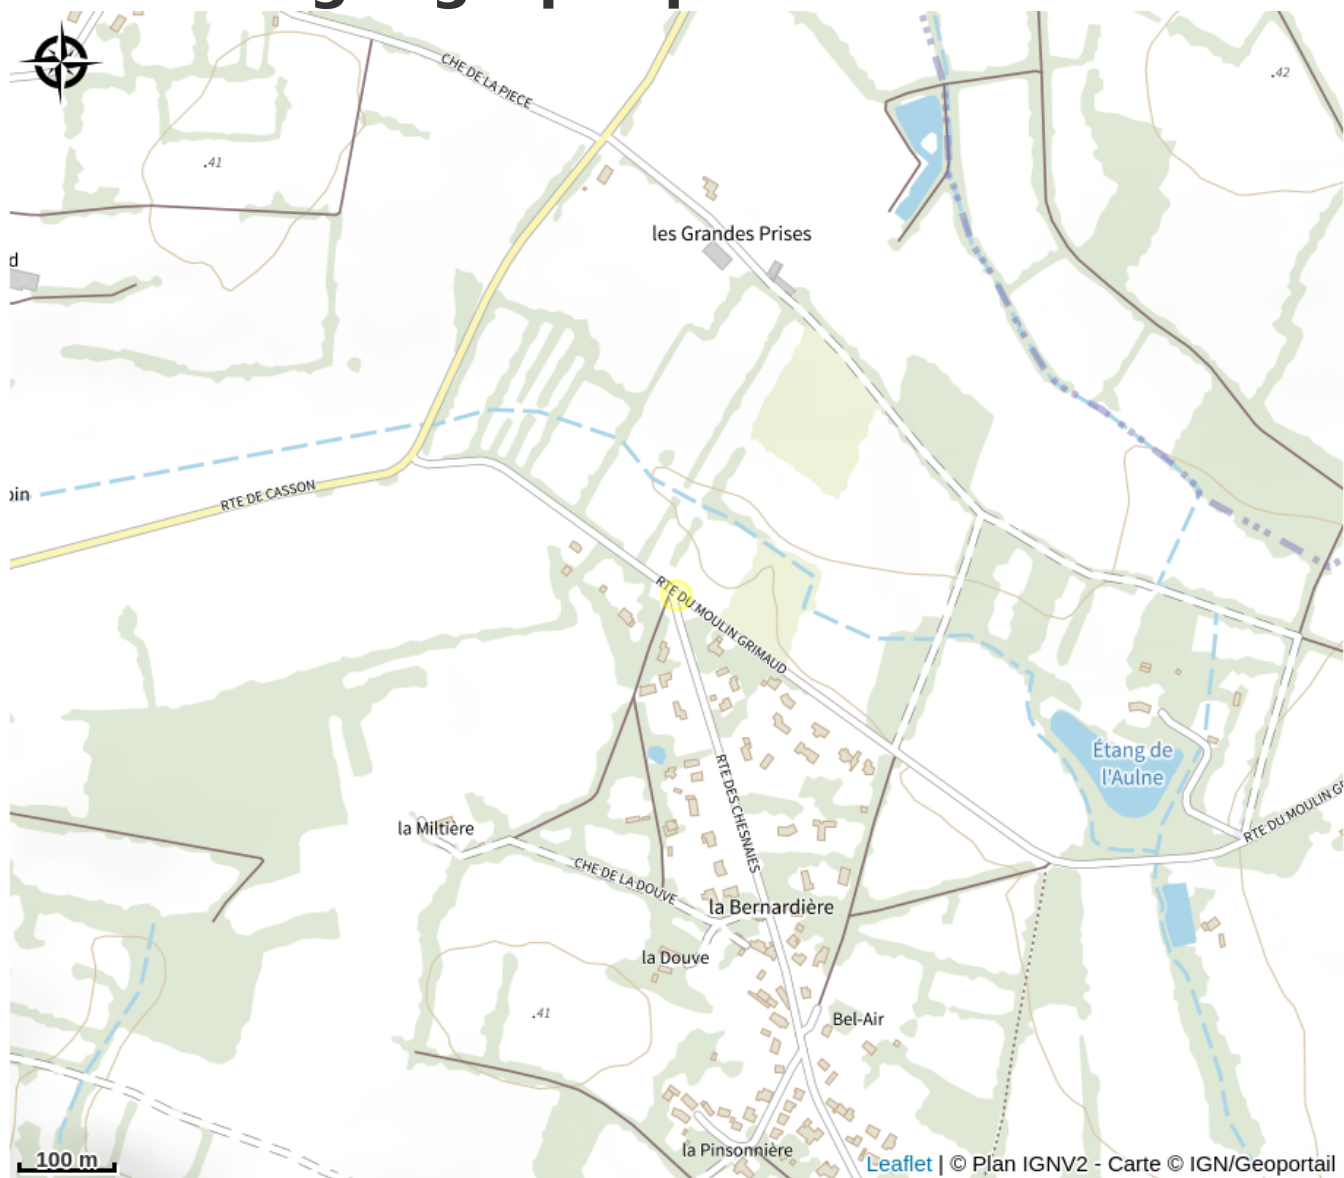 CHE DE LA PIECE
.42
.41
les Grandes Prises
d
RTE DE CASSON
RTE DU MOULIN GRIMAUD
Étang de
l'Aulne
RTE DES CHESNAIES
la Miltière
RTE DU MOULIN
CHE DE LA DOUVE
la Bernardière
la Douve
.41
Bel-Air
la Pinsonnière
100 m
Leaflet | © Plan IGNV2 - Carte © IGN/Geoportail